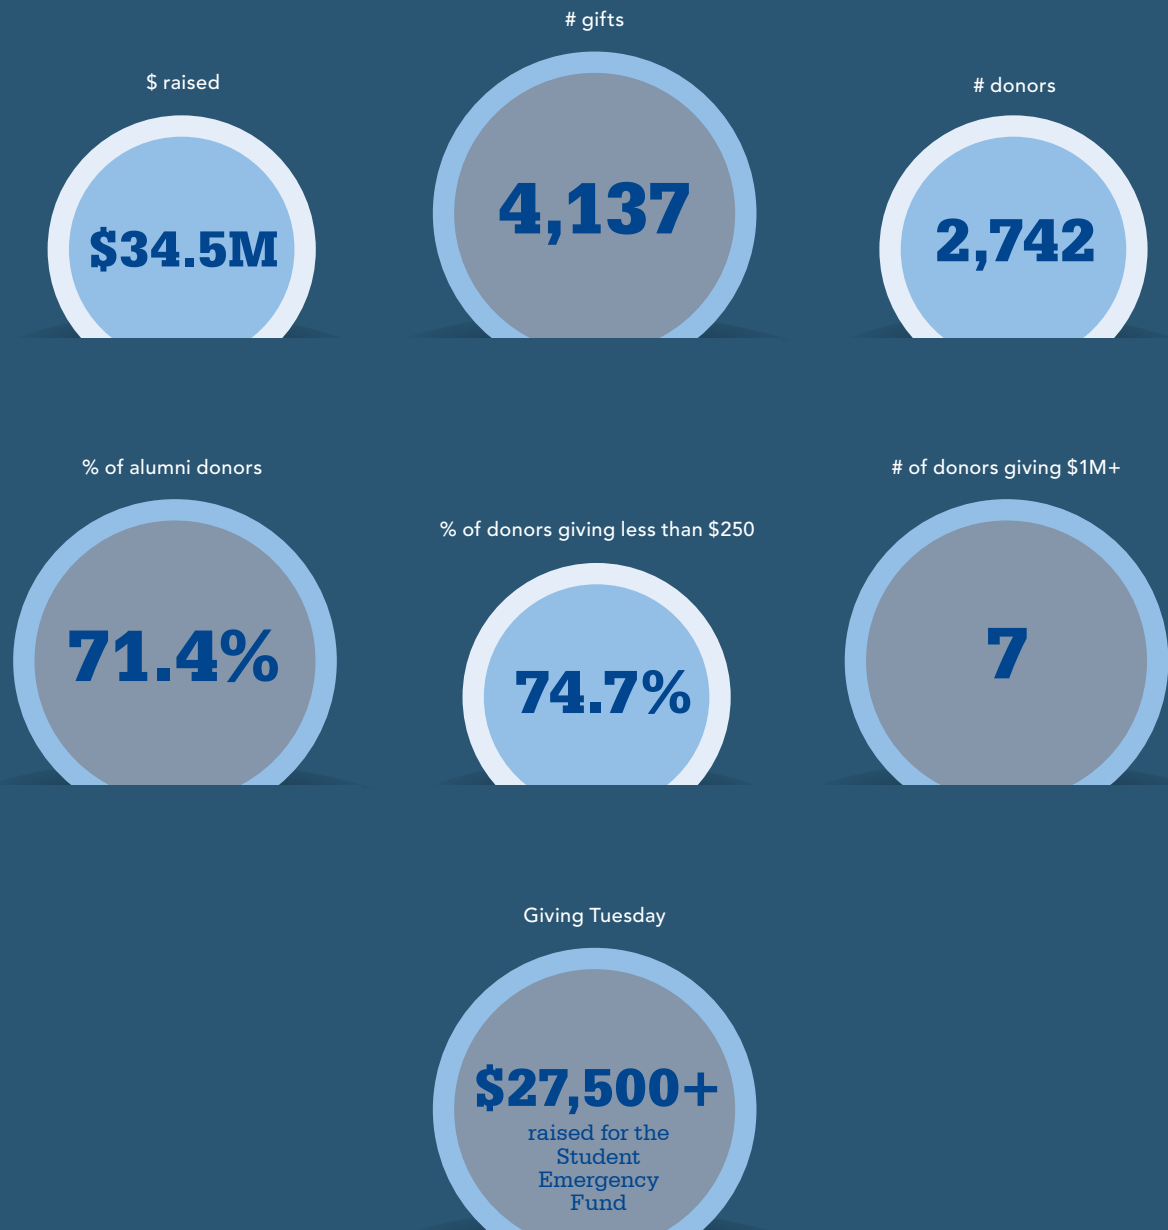 # gifts
$ raised
# donors
4,137
$34.5M
2,742
% of alumni donors
# of donors giving $1M+
% of donors giving less than $250
71.4%
74.7%
7
Giving Tuesday
$27,500+
raised for the
Student
Emergency
Fund